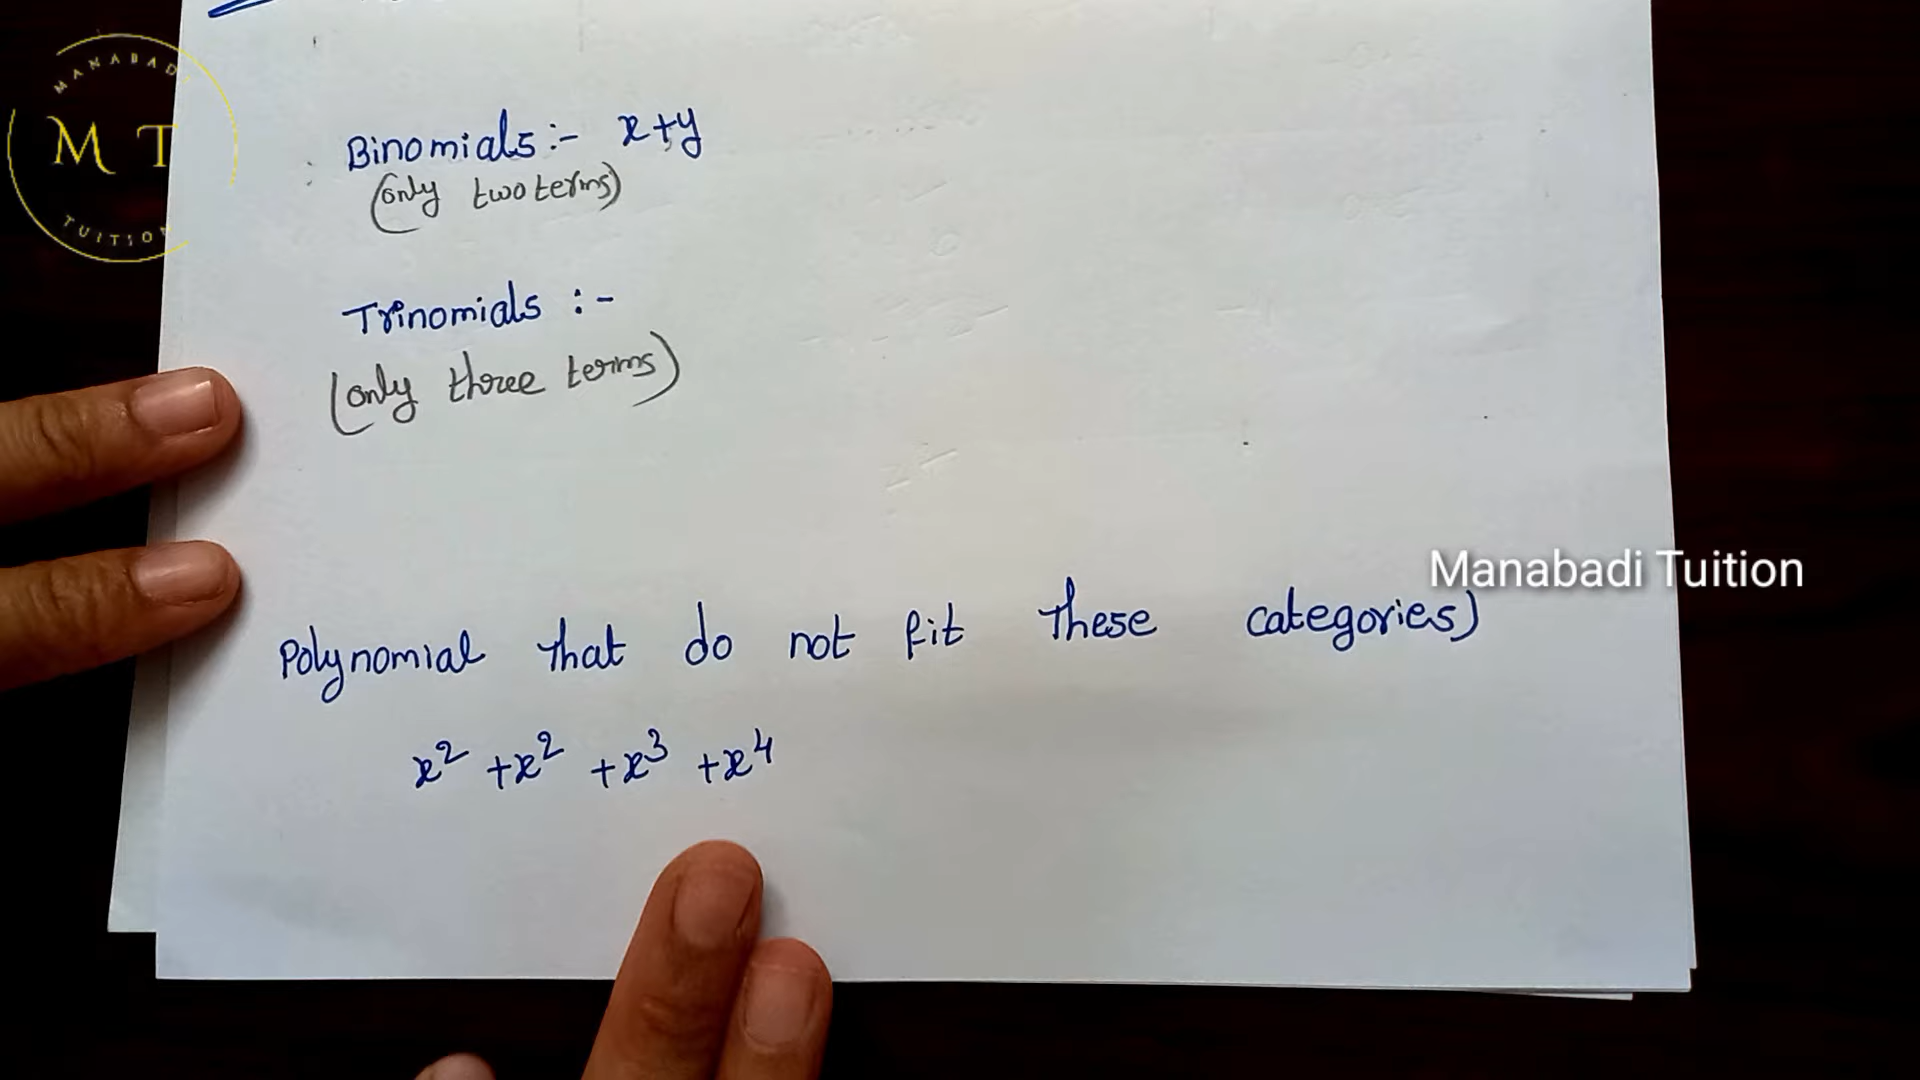 MANABADI
M T
TUITION
Binomials :- x+y
(only two terms)
Trinomials :-
(only three terms)
Manabadi Tuition
Polynomial that do not fit these categories)
x² +x² +x³ +x⁴